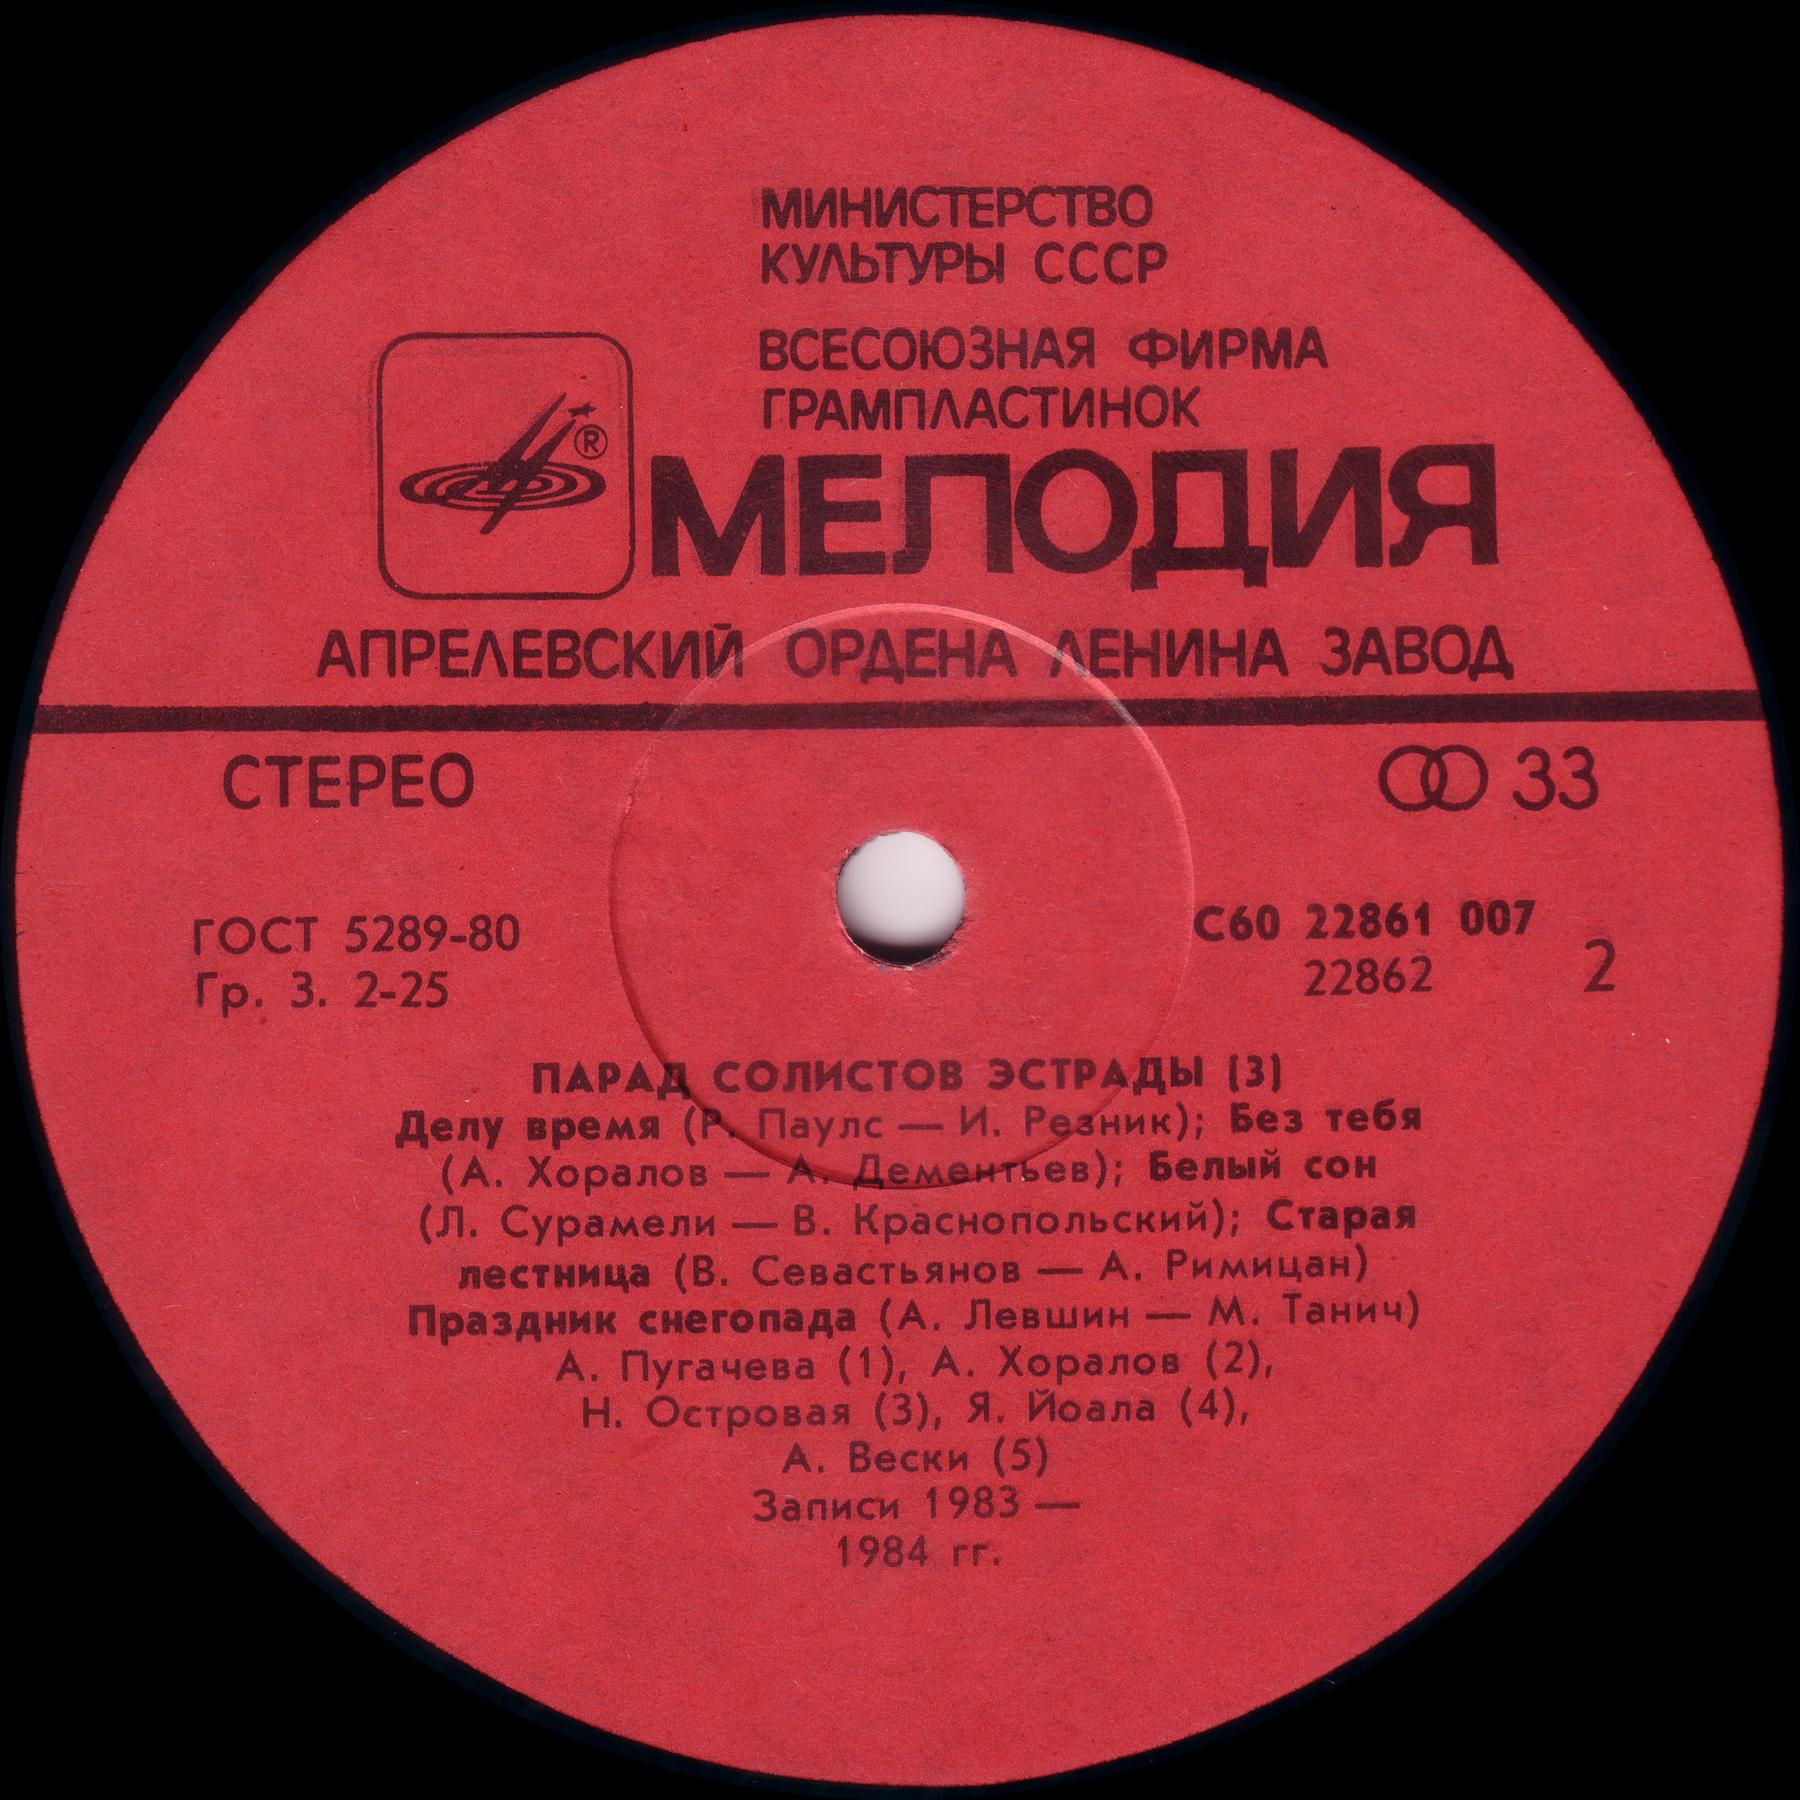 МИНИСТЕРСТВО
КУЛЬТУРЫ СССР
ВСЕСОЮЗНАЯ ФИРМА
ГРАМПЛАСТИНОК
®
МЕЛОДИЯ
АПРЕЛЕВСКИЙ ОРДЕНА ЛЕНИНА ЗАВОД
СТЕРЕО
33
ГОСТ 5289-80
Гр. 3. 2-25
С60 22861 007
22862
2
ПАРАД СОЛИСТОВ ЭСТРАДЫ (3)
Делу время (Р. Паулс — И. Резник); Без тебя
(А. Хоралов — А. Дементьев); Белый сон
(Л. Сурамели — В. Краснопольский); Старая
лестница (В. Севастьянов — А. Римицан)
Праздник снегопада (А. Левшин — М. Танич)
А. Пугачева (1), А. Хоралов (2),
Н. Островая (3), Я. Йоала (4),
А. Вески (5)
Записи 1983 —
1984 гг.